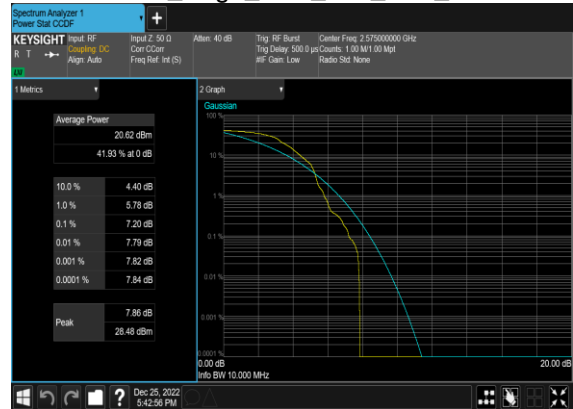 Spectrum Analyzer 1
Power Stat CCDF
+
KEYSIGHT Input: RF Input Z: 50 Ω Atten: 40 dB Trig: RF Burst Center Freq: 2.575000000 GHz
R T Coupling: DC Corr CCorr Trig Delay: 500.0 µs Counts: 1.00 M/1.00 Mpt
Align: Auto Freq Ref: Int (S) #IF Gain: Low Radio Std: None
LU
1 Metrics
2 Graph
Average Power
20.62 dBm
41.93 % at 0 dB
10.0 % 4.40 dB
1.0 % 5.78 dB
0.1 % 7.20 dB
0.01 % 7.79 dB
0.001 % 7.82 dB
0.0001 % 7.84 dB
Peak 7.86 dB
28.48 dBm
Gaussian
100 %
10 %
1 %
0.1 %
0.01 %
0.001 %
0.0001 %
0.00 dB 20.00 dB
Info BW 10.000 MHz
? Dec 25, 2022
5:42:56 PM